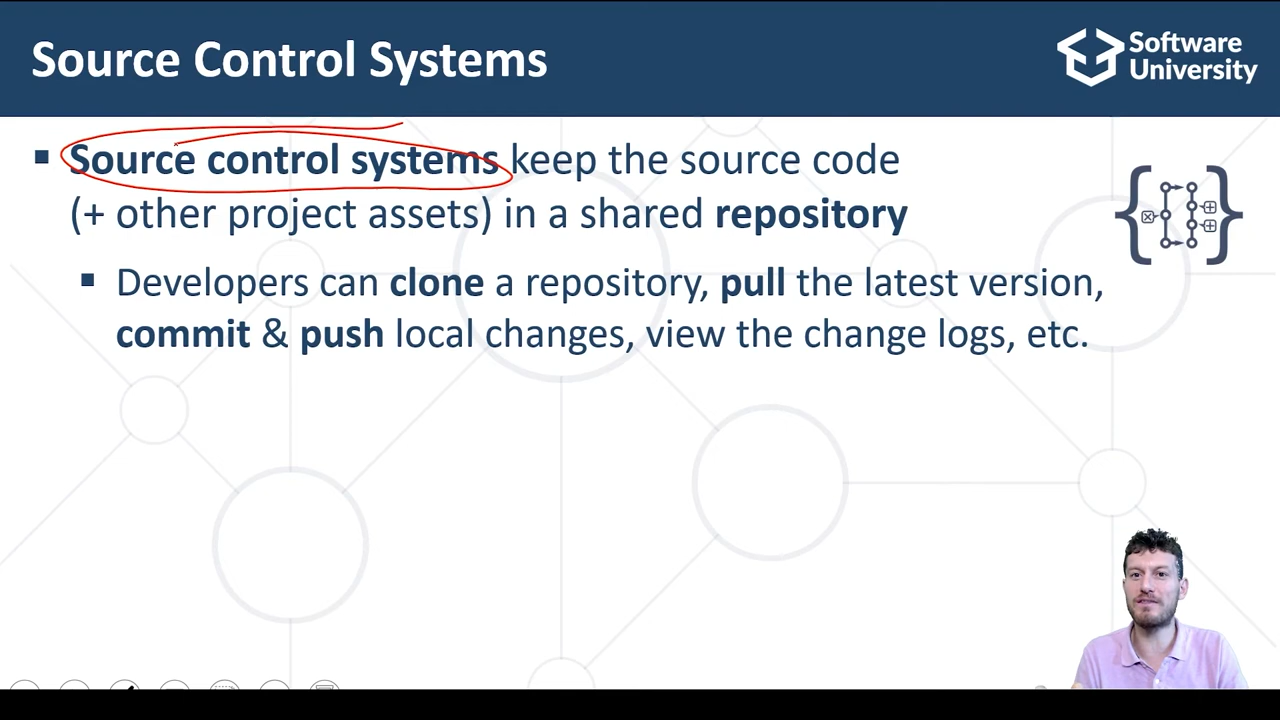 Source Control Systems
Software
University
▪ Source control systems keep the source code
(+ other project assets) in a shared repository
▪ Developers can clone a repository, pull the latest version,
commit & push local changes, view the change logs, etc.